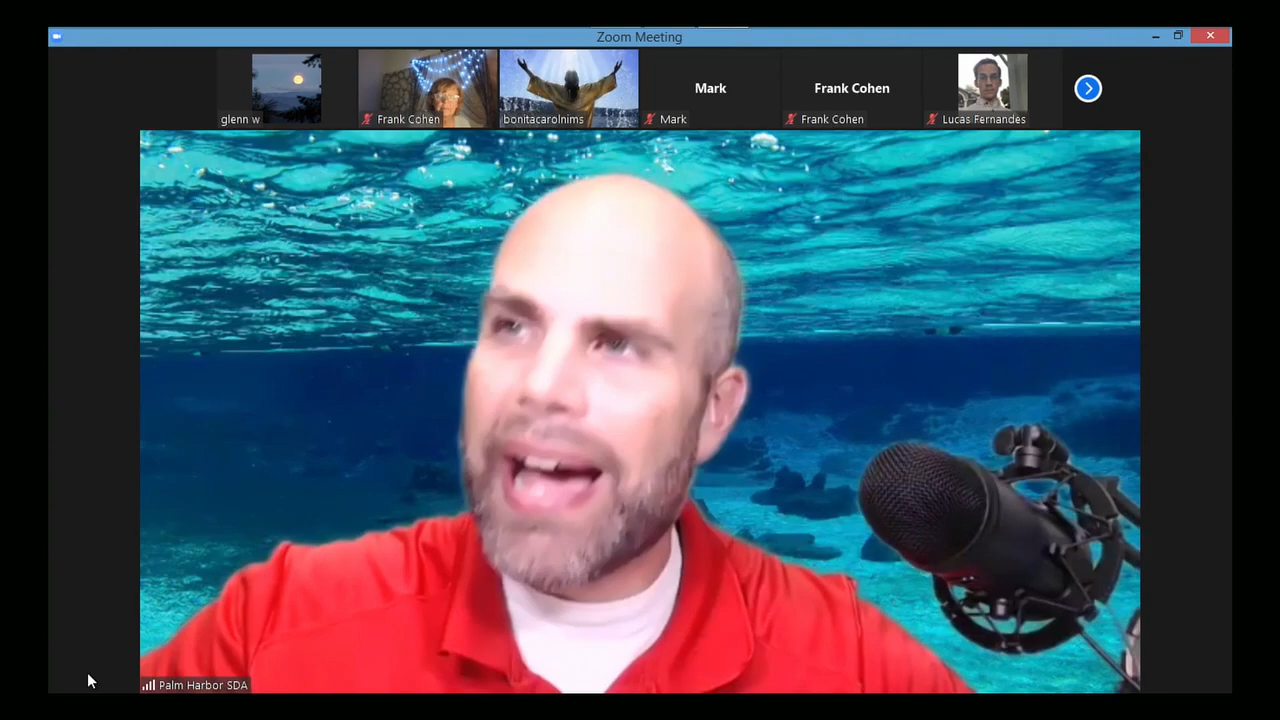 Zoom Meeting
Mark
Frank Cohen
glenn w
Frank Cohen
bonitacarolnims
Mark
Frank Cohen
Lucas Fernandes
Palm Harbor SDA